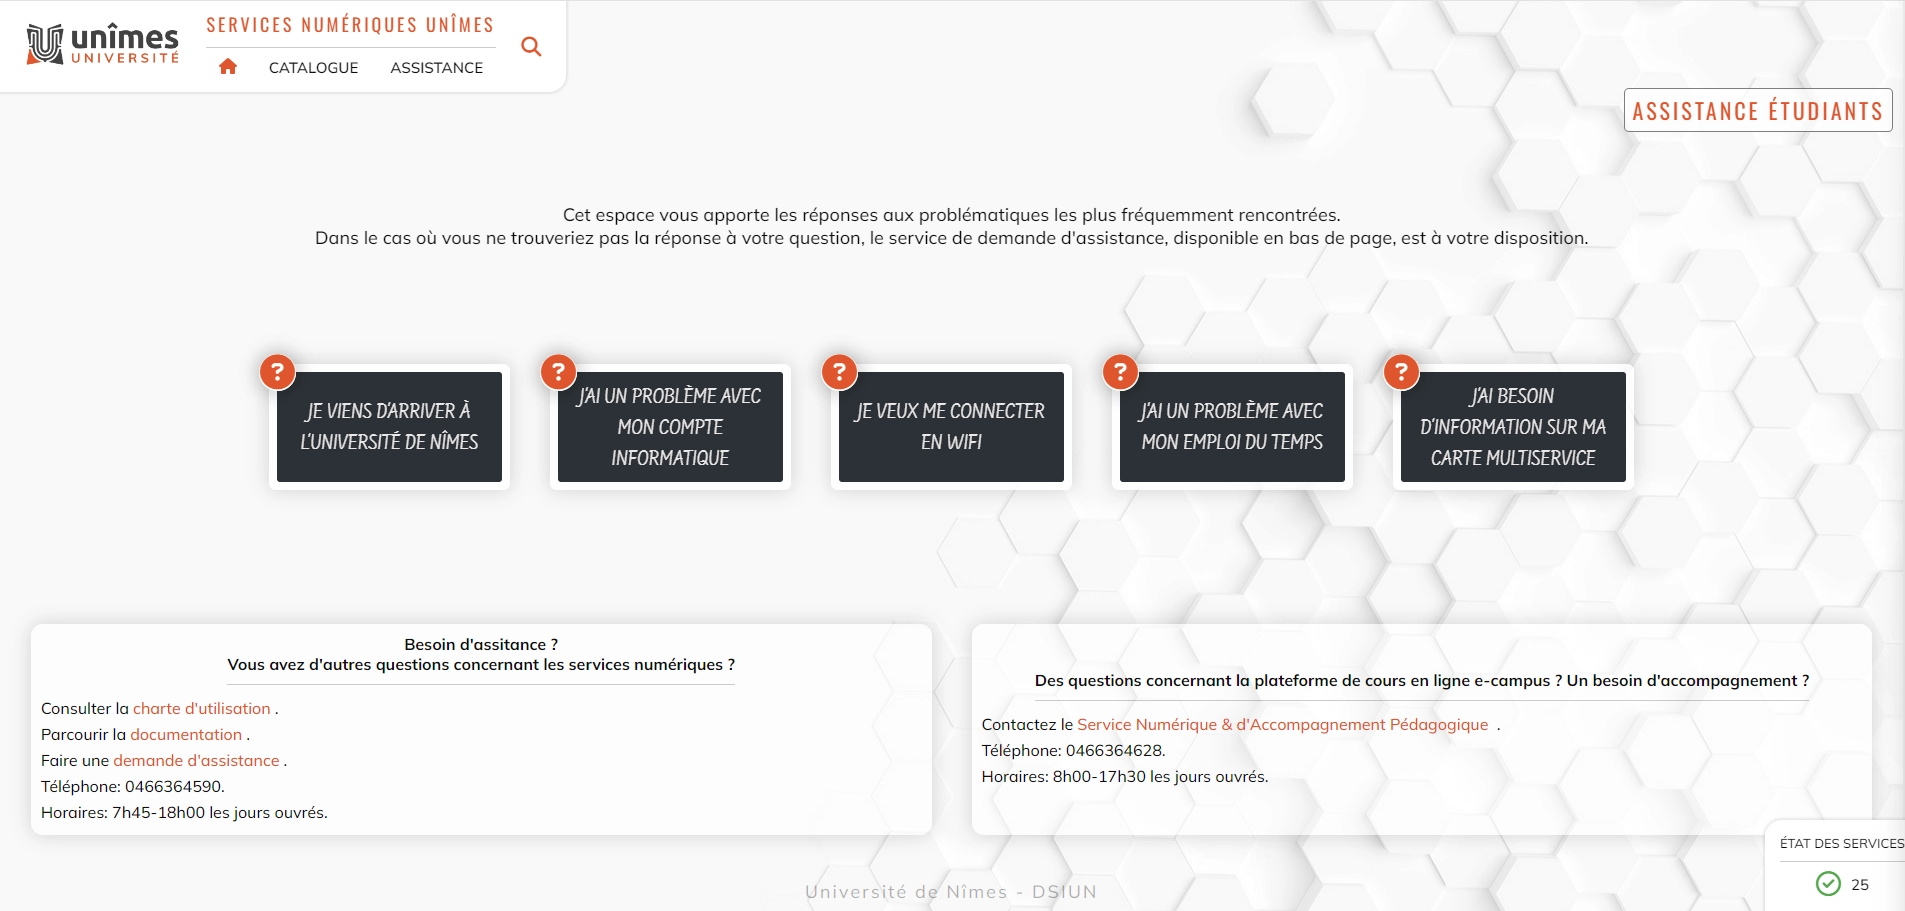 unîmes
UNIVERSITÉ
SERVICES NUMÉRIQUES UNÎMES
CATALOGUE
ASSISTANCE
ASSISTANCE ÉTUDIANTS
Cet espace vous apporte les réponses aux problématiques les plus fréquemment rencontrées.
Dans le cas où vous ne trouveriez pas la réponse à votre question, le service de demande d'assistance, disponible en bas de page, est à votre disposition.
?
JE VIENS D'ARRIVER À
L'UNIVERSITÉ DE NÎMES
?
J'AI UN PROBLÈME AVEC
MON COMPTE
INFORMATIQUE
?
JE VEUX ME CONNECTER
EN WIFI
?
J'AI UN PROBLÈME AVEC
MON EMPLOI DU TEMPS
?
J'AI BESOIN
D'INFORMATION SUR MA
CARTE MULTISERVICE
Besoin d'assitance ?
Vous avez d'autres questions concernant les services numériques ?
Consulter la charte d'utilisation .
Parcourir la documentation .
Faire une demande d'assistance .
Téléphone: 0466364590.
Horaires: 7h45-18h00 les jours ouvrés.
Des questions concernant la plateforme de cours en ligne e-campus ? Un besoin d'accompagnement ?
Contactez le Service Numérique & d'Accompagnement Pédagogique .
Téléphone: 0466364628.
Horaires: 8h00-17h30 les jours ouvrés.
ÉTAT DES SERVICES
25
Université de Nîmes - DSIUN